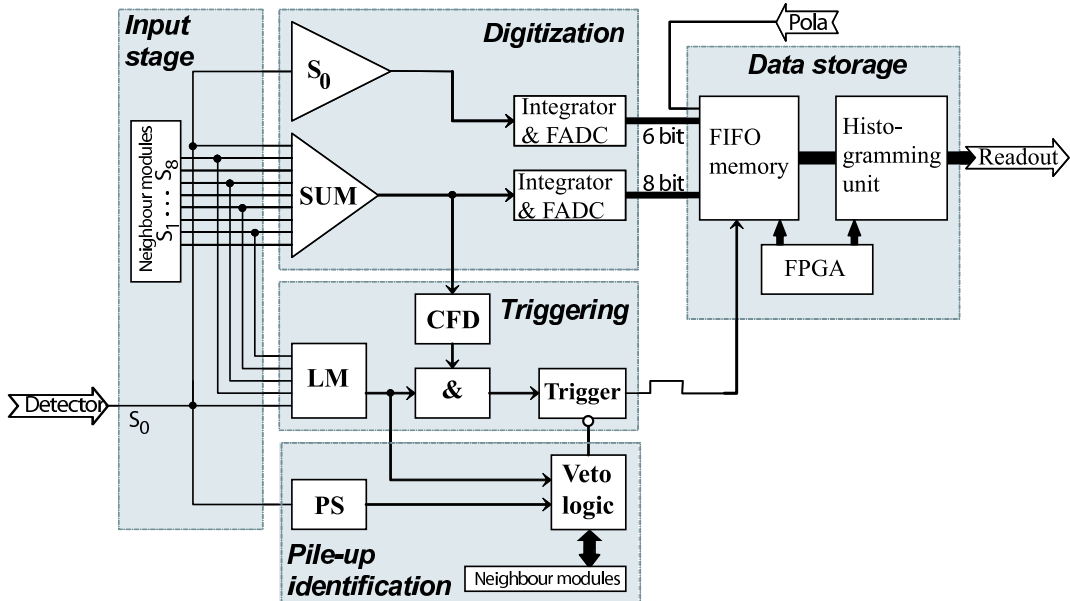 Input
stage
Digitization
Pola
Data storage
S0
Integrator
& FADC
6 bit
FIFO
memory
Histo-
gramming
unit
Readout
Neighbour modules
S1 . . . . S8
SUM
Integrator
& FADC
8 bit
FPGA
CFD
Triggering
LM
&
Trigger
Detector
S0
PS
Veto
logic
Pile-up
identification
Neighbour modules